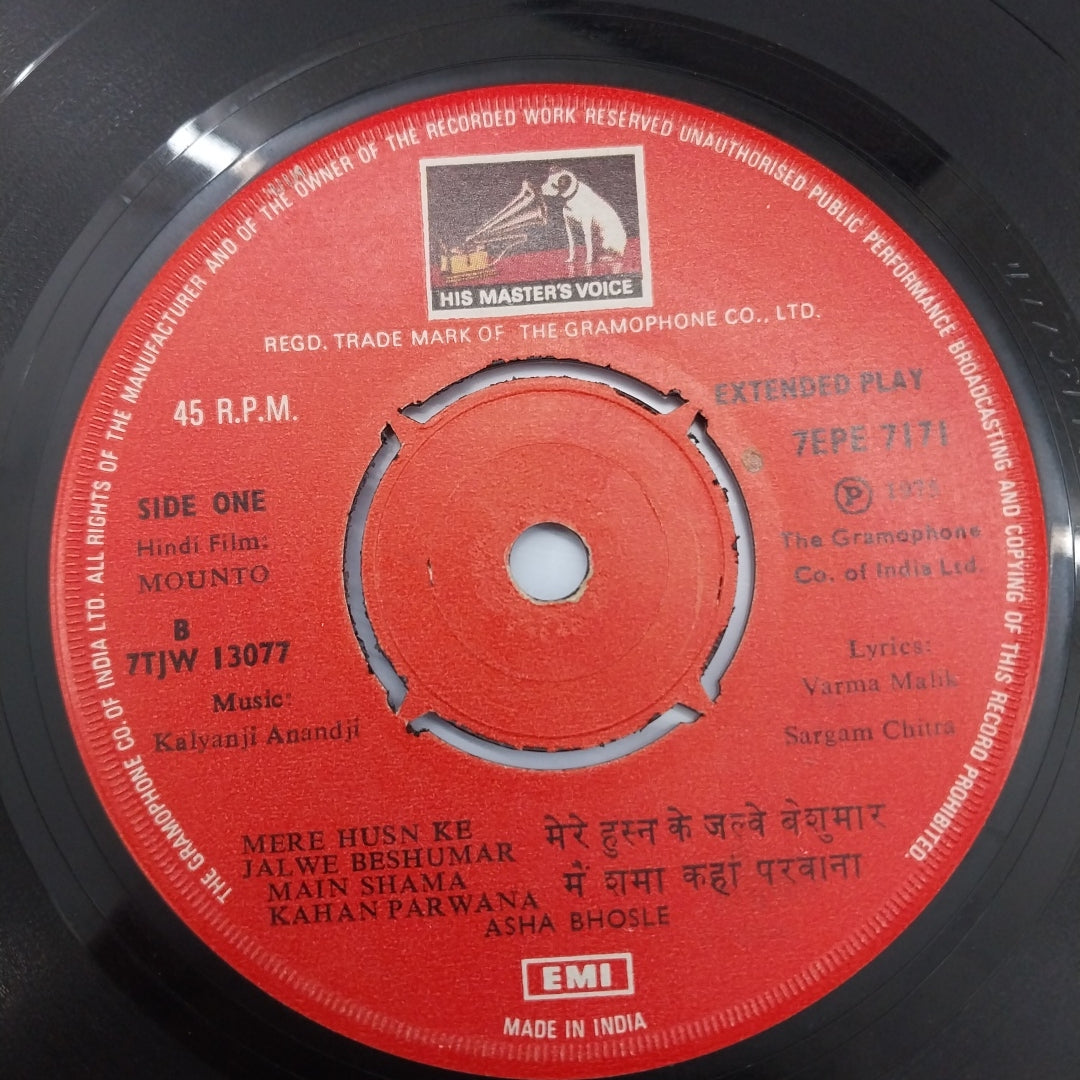 THE GRAMOPHONE CO. OF INDIA LTD. ALL RIGHTS OF THE MANUFACTURER AND OF THE OWNER OF THE RECORDED WORK RESERVED UNAUTHORISED PUBLIC PERFORMANCE BROADCASTING AND COPYING OF THIS RECORD PROHIBITED.
HIS MASTER'S VOICE
REGD. TRADE MARK OF THE GRAMOPHONE CO., LTD.
45 R.P.M.
EXTENDED PLAY
7EPE 7171
SIDE ONE
Ⓟ
Hindi Film:
MOUNTO
The Gramophone
Co. of India Ltd.
B
7TJW 13077
Music:
Kalyanji Anandji
Lyrics:
Varma Malik
Sargam Chitra
MERE HUSN KE
JALWE BESHUMAR
मेरे हुस्न के जल्वे बेशुमार
MAIN SHAMA
KAHAN PARWANA
मैं शमा कहां परवाना
ASHA BHOSLE
EMI
MADE IN INDIA